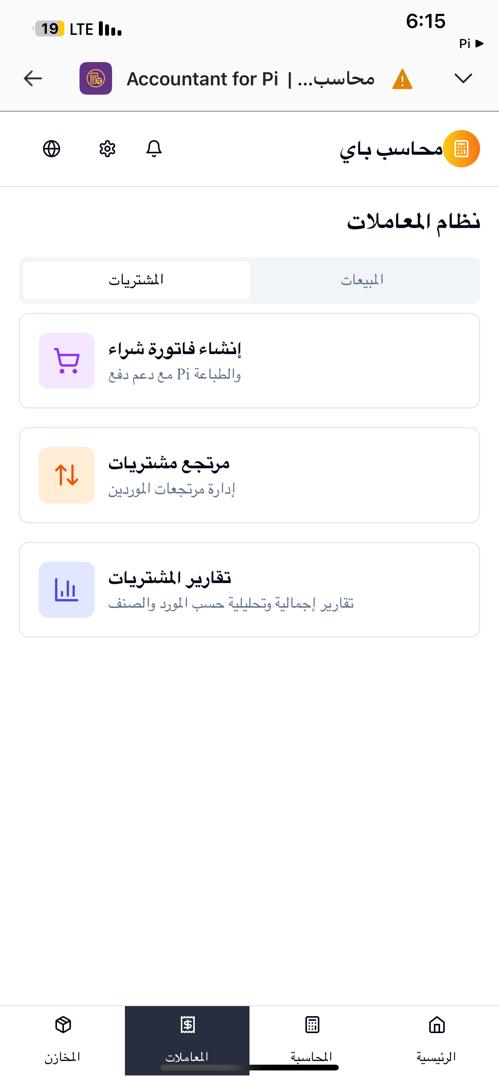 6:15
19 LTE
Pi ▶
Accountant for Pi | محاسب...
محاسب باي
نظام المعاملات
المبيعات
المشتريات
إنشاء فاتورة شراء
والطباعة Pi مع دعم دفع
مرتجع مشتريات
إدارة مرتجعات الموردين
تقارير المشتريات
تقارير إجمالية وتحليلية حسب المورد والصنف
الرئيسية
المحاسبة
المعاملات
المخازن